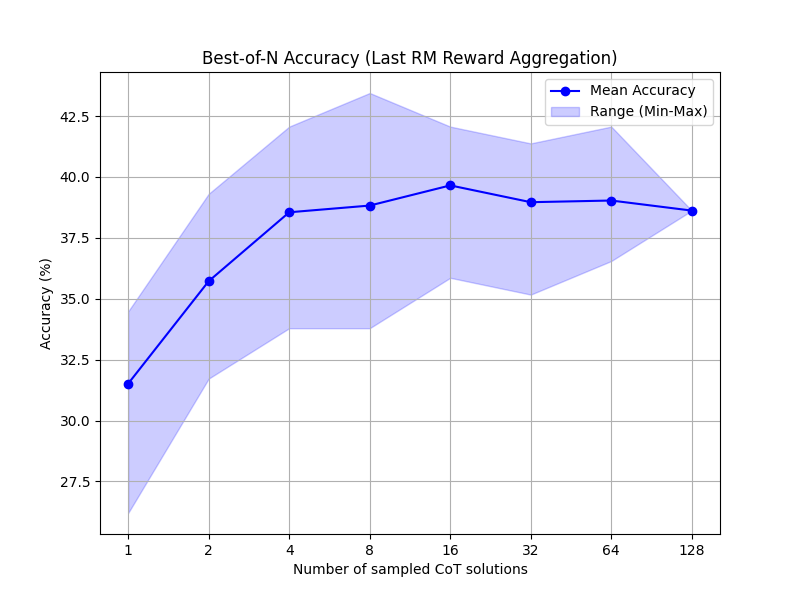 Best-of-N Accuracy (Last RM Reward Aggregation)
Mean Accuracy
Range (Min-Max)
Accuracy (%)
42.5
40.0
37.5
35.0
32.5
30.0
27.5
1 2 4 8 16 32 64 128
Number of sampled CoT solutions